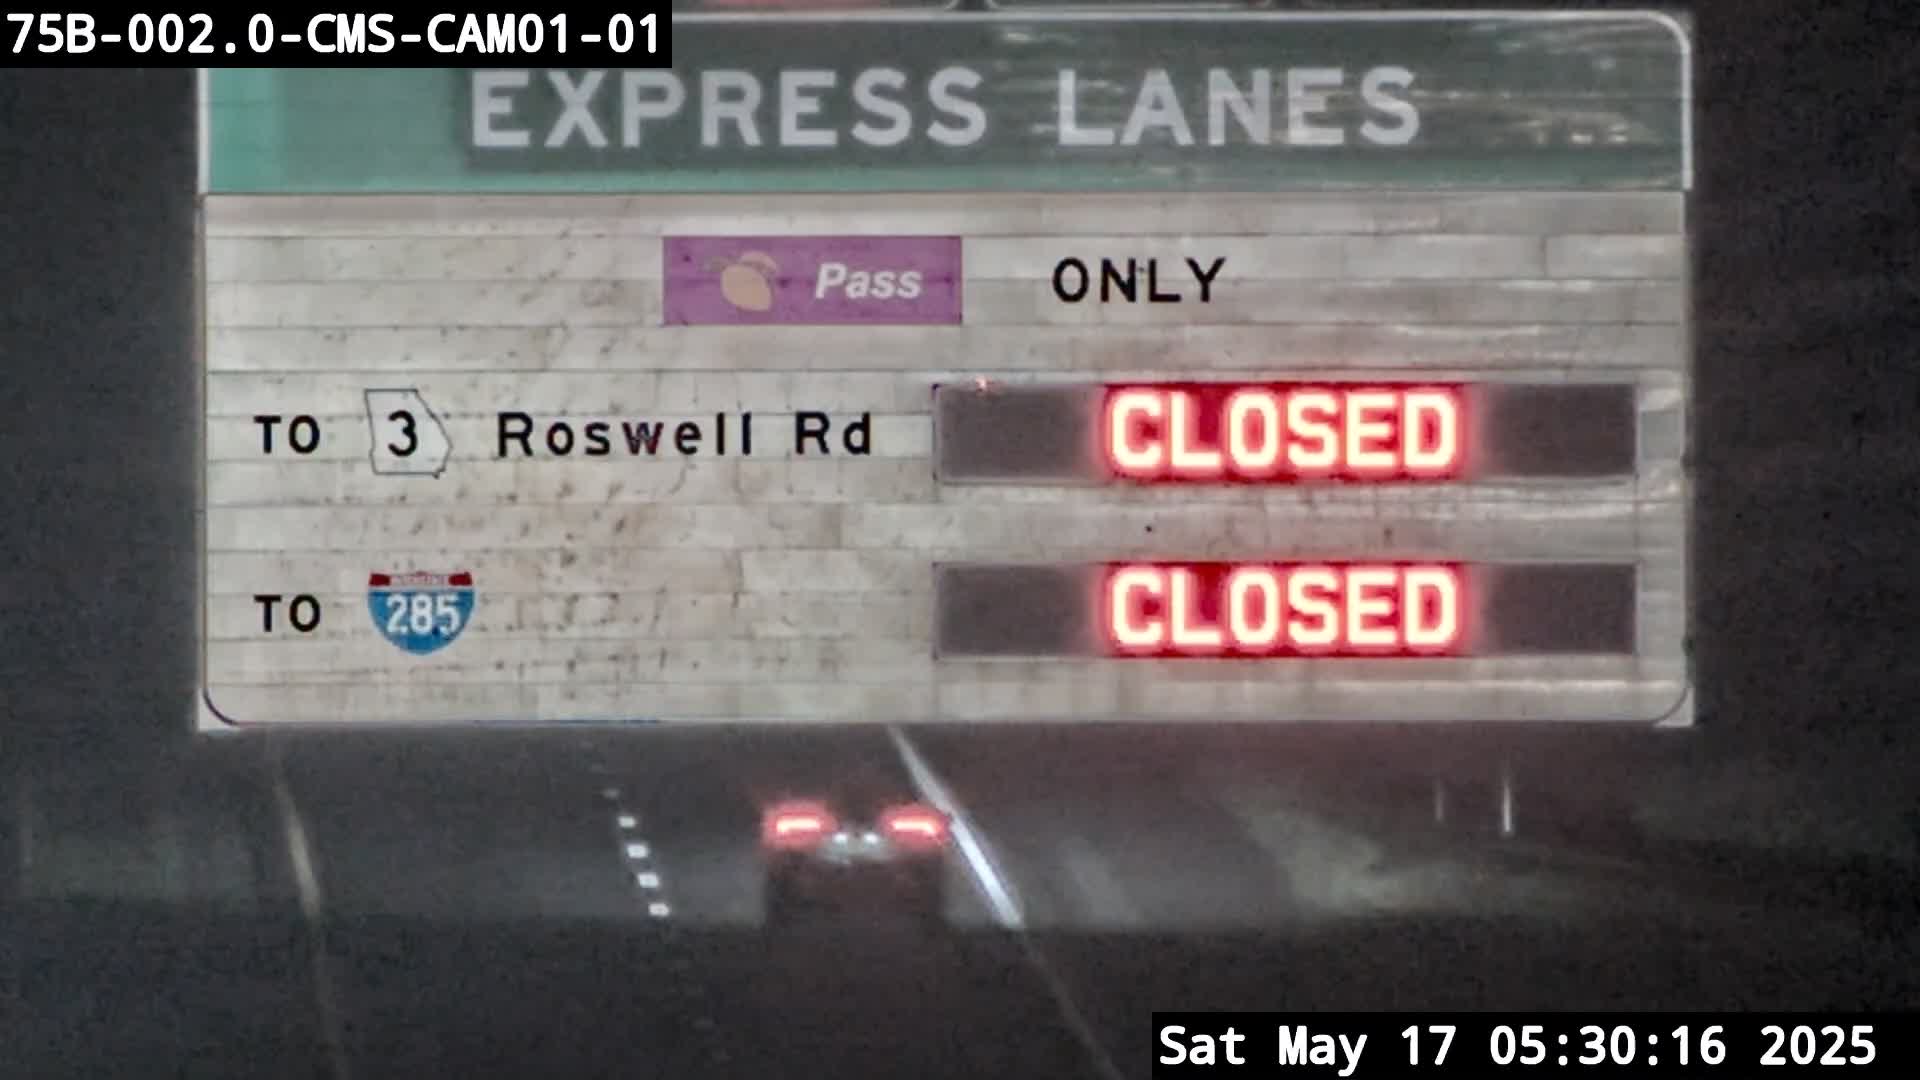 75B-002.0-CMS-CAM01-01
EXPRESS LANES
Pass ONLY
TO 3 Roswell Rd CLOSED
INTERSTATE
TO 285 CLOSED
Sat May 17 05:30:16 2025